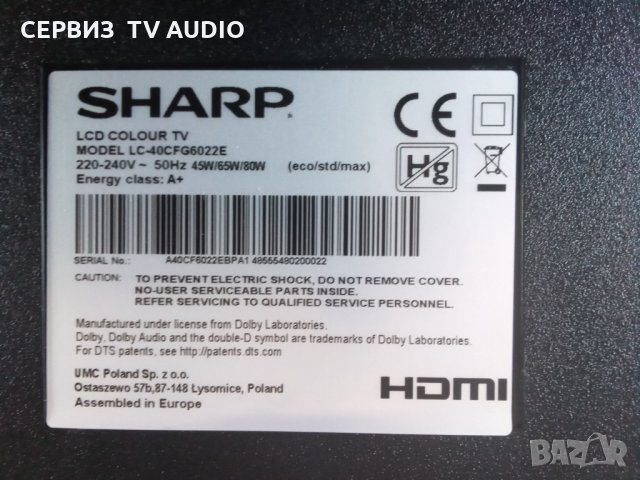 СЕРВИЗ TV AUDIO
SHARP
LCD COLOUR TV
MODEL LC-40CFG6022E
220-240V ~ 50Hz 45W/65W/80W (eco/std/max)
Energy class: A+
Hg
SERIAL No.: A40CF6022EBPA1 48555480200022
CAUTION: TO PREVENT ELECTRIC SHOCK, DO NOT REMOVE COVER.
NO-USER SERVICEABLE PARTS INSIDE.
REFER SERVICING TO QUALIFIED SERVICE PERSONNEL.
Manufactured under license from Dolby Laboratories.
Dolby, Dolby Audio and the double-D symbol are trademarks of Dolby Laboratories.
For DTS patents, see http://patents.dts.com
UMC Poland Sp. z o.o.
Ostaszewo 57b,87-148 Łysomice, Poland
Assembled in Europe
HDMI
BAZAR